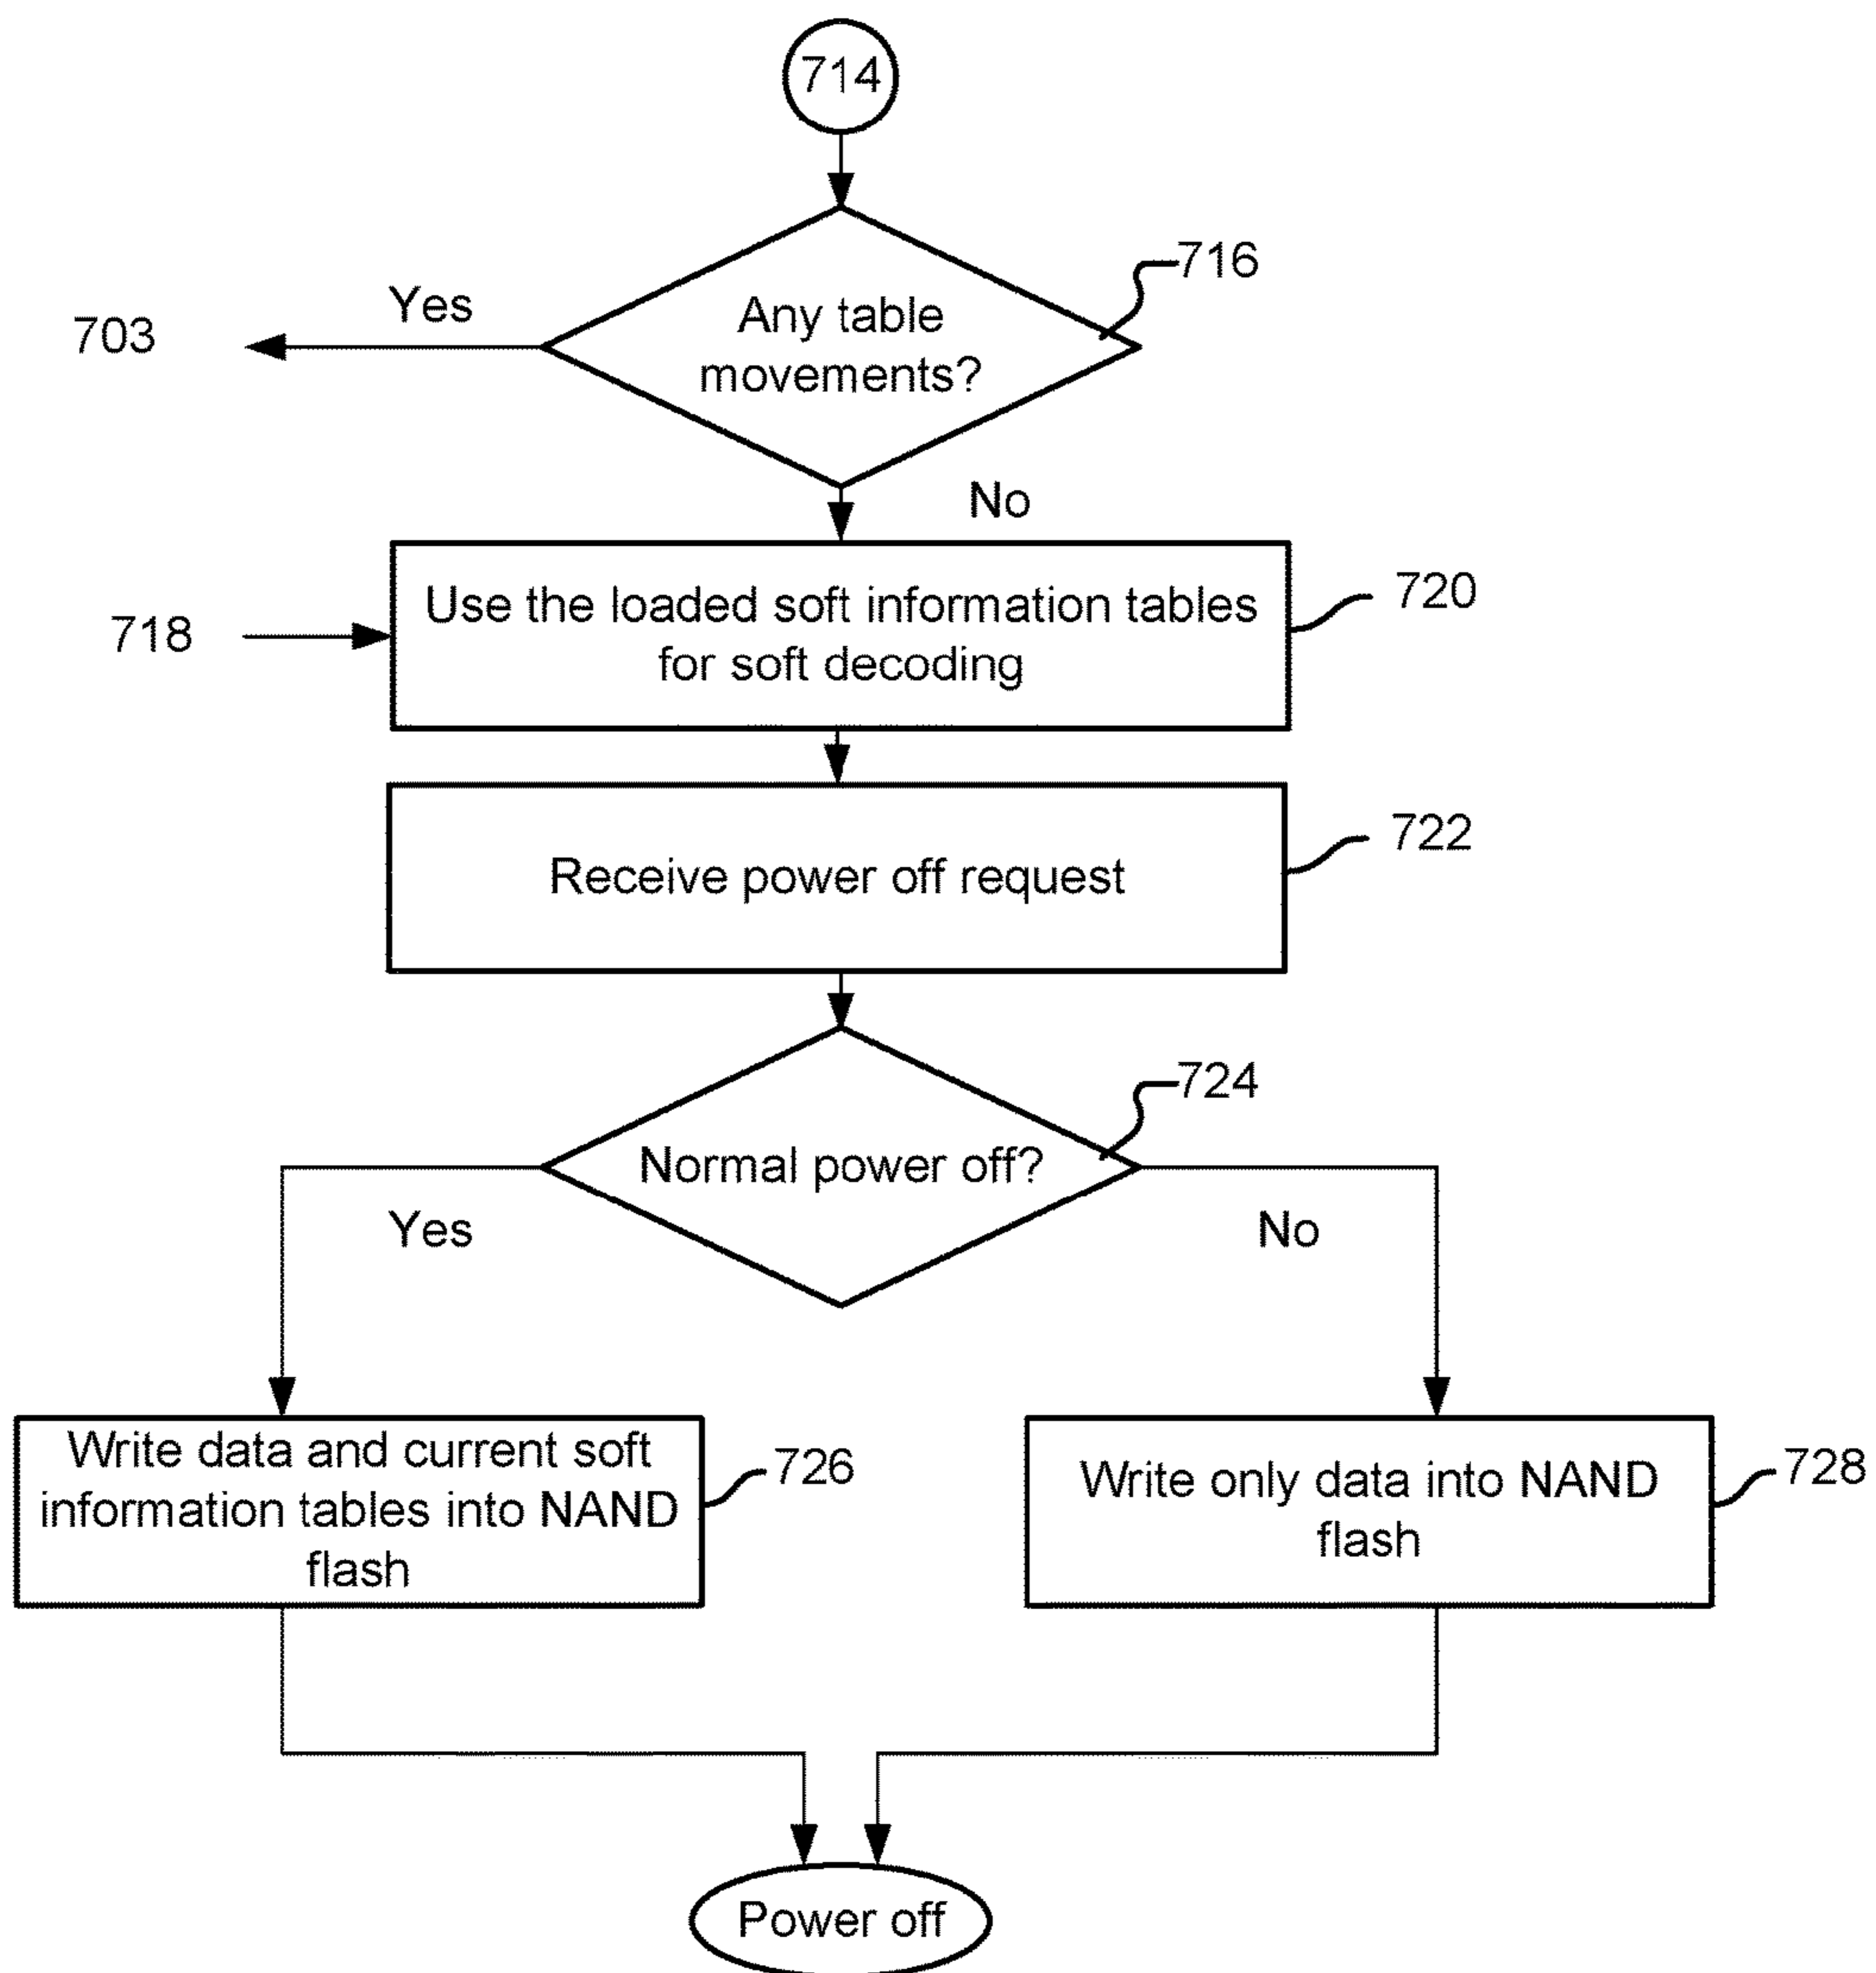 714
716
Any table
movements?
Yes
703
No
Use the loaded soft information tables
for soft decoding
720
718
Receive power off request
722
724
Normal power off?
Yes
No
Write data and current soft
information tables into NAND
flash
726
Write only data into NAND
flash
728
Power off